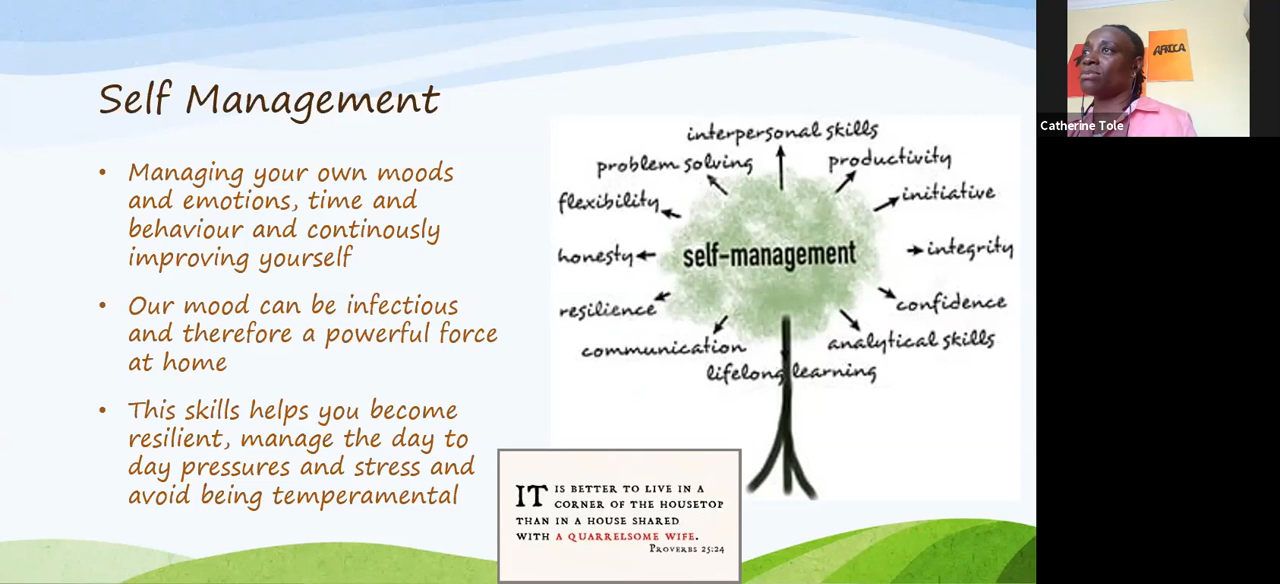 Self Management
Managing your own moods
and emotions, time and
behaviour and continously
improving yourself
Our mood can be infectious
and therefore a powerful force
at home
This skills helps you become
resilient, manage the day to
day pressures and stress and
avoid being temperamental
interpersonal skills
problem solving
productivity
flexibility
initiative
honesty
self-management
integrity
resilience
confidence
communication
analytical skills
lifelong learning
IT IS BETTER TO LIVE IN A
CORNER OF THE HOUSETOP
THAN IN A HOUSE SHARED
WITH A QUARRELSOME WIFE.
PROVERBS 25:24
AFRICA
Catherine Tole